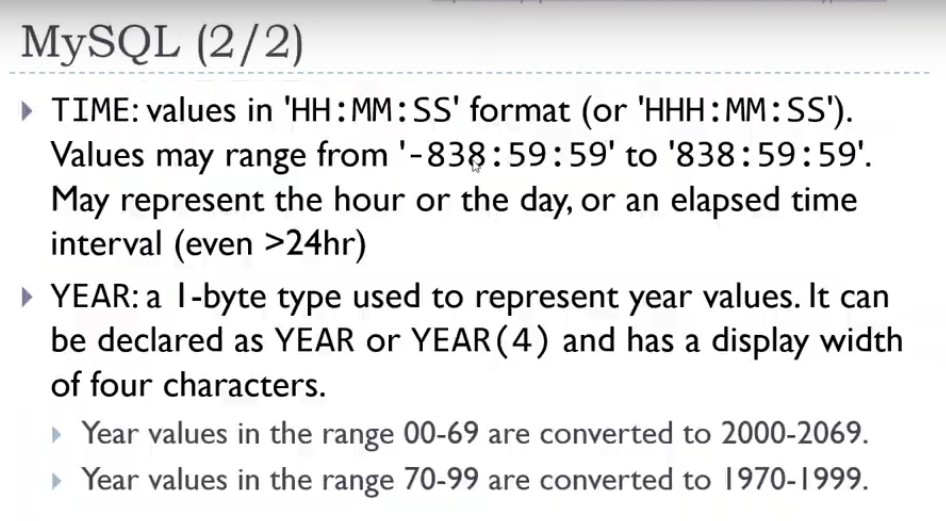 MySQL (2/2)
TIME: values in 'HH:MM:SS' format (or 'HHH:MM:SS').
Values may range from '-838:59:59' to '838:59:59'.
May represent the hour or the day, or an elapsed time
interval (even >24hr)
YEAR: a 1-byte type used to represent year values. It can
be declared as YEAR or YEAR(4) and has a display width
of four characters.
Year values in the range 00-69 are converted to 2000-2069.
Year values in the range 70-99 are converted to 1970-1999.